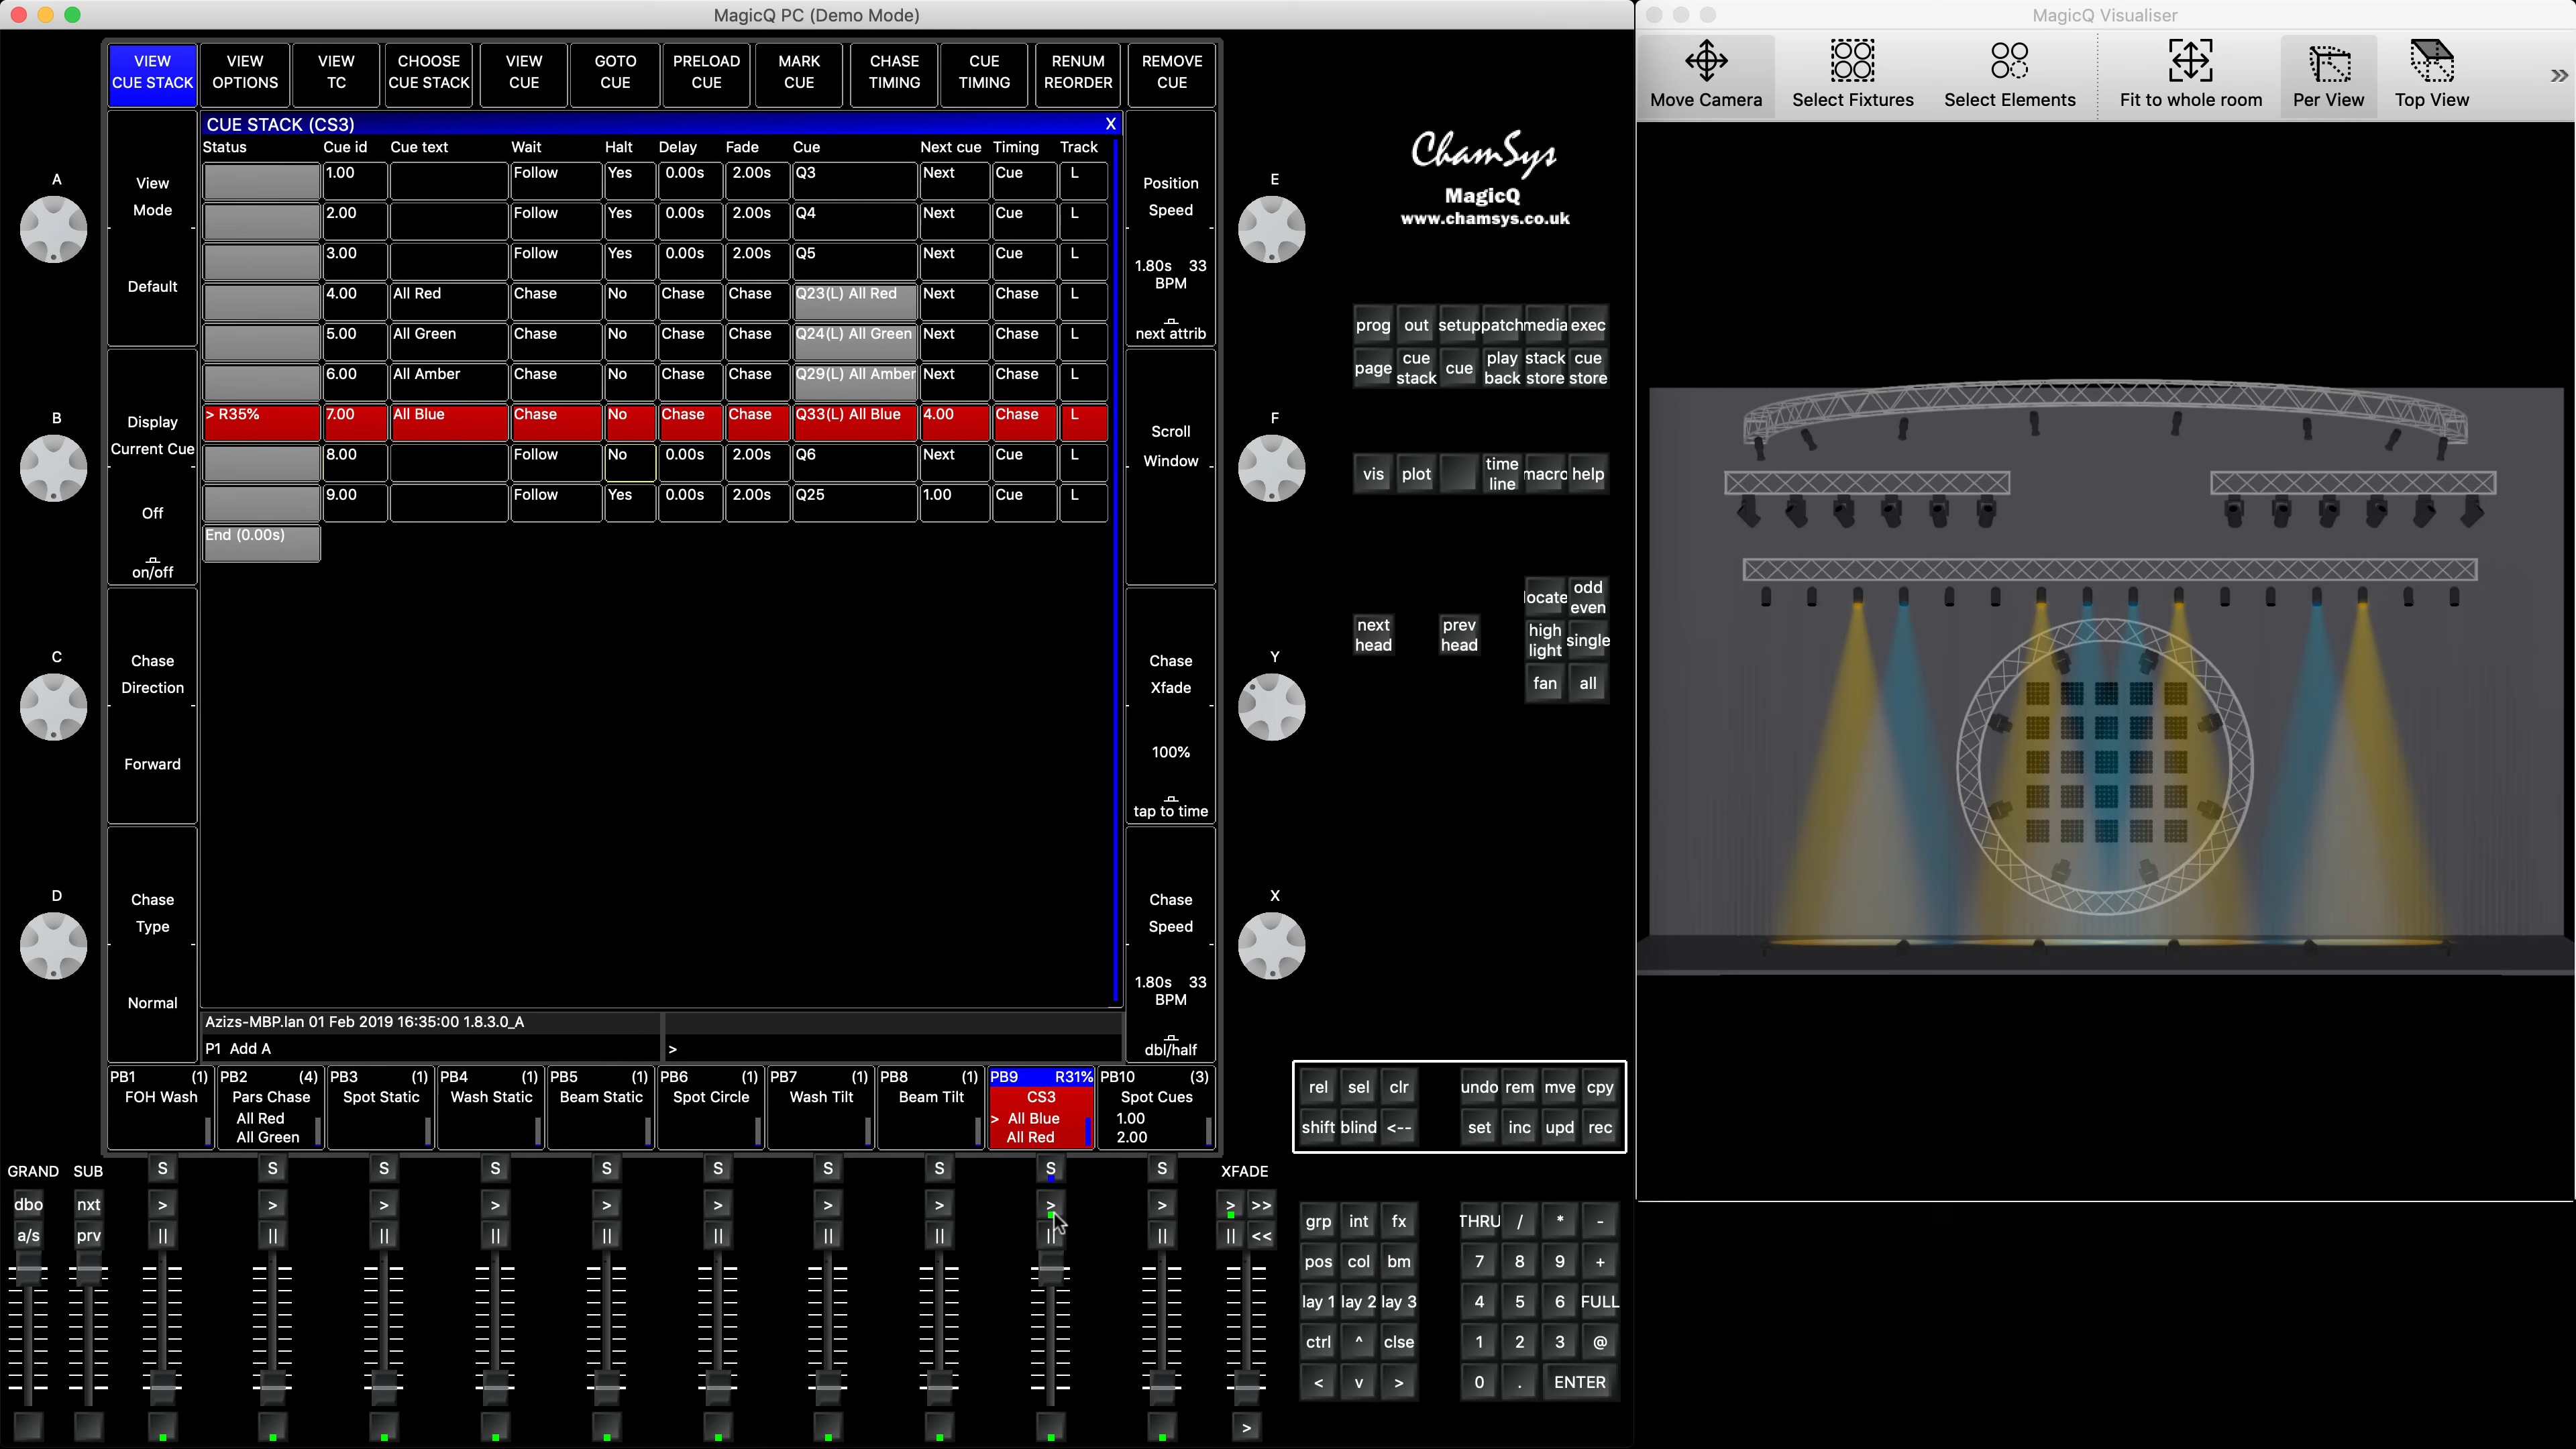 MagicQ PC (Demo Mode)
VIEW CUE STACK
VIEW OPTIONS
VIEW TC
CHOOSE CUE STACK
VIEW CUE
GOTO CUE
PRELOAD CUE
MARK CUE
CHASE TIMING
CUE TIMING
RENUM REORDER
REMOVE CUE
CUE STACK (CS3) X
Status Cue id Cue text Wait Halt Delay Fade Cue Next cue Timing Track
1.00 Follow Yes 0.00s 2.00s Q3 Next Cue L
2.00 Follow Yes 0.00s 2.00s Q4 Next Cue L
3.00 Follow Yes 0.00s 2.00s Q5 Next Cue L
4.00 All Red Chase No Chase Chase Q23(L) All Red Next Chase L
5.00 All Green Chase No Chase Chase Q24(L) All Green Next Chase L
6.00 All Amber Chase No Chase Chase Q29(L) All Amber Next Chase L
> R35% 7.00 All Blue Chase No Chase Chase Q33(L) All Blue 4.00 Chase L
8.00 Follow No 0.00s 2.00s Q6 Next Cue L
9.00 Follow Yes 0.00s 2.00s Q25 1.00 Cue L
End (0.00s)
A
View
Mode
Default
B
Display
Current Cue
Off
on/off
C
Chase
Direction
Forward
D
Chase
Type
Normal
Position
Speed
1.80s 33
BPM
next attrib
Scroll
Window
Chase
Xfade
100%
tap to time
Chase
Speed
1.80s 33
BPM
dbl/half
E
F
Y
X
Azizs-MBP.lan 01 Feb 2019 16:35:00 1.8.3.0_A
P1 Add A >
PB1 (1)
FOH Wash
PB2 (4)
Pars Chase
All Red
All Green
PB3 (1)
Spot Static
PB4 (1)
Wash Static
PB5 (1)
Beam Static
PB6 (1)
Spot Circle
PB7 (1)
Wash Tilt
PB8 (1)
Beam Tilt
PB9 R31%
CS3
> All Blue
All Red
PB10 (3)
Spot Cues
1.00
2.00
GRAND SUB S S S S S S S S S S XFADE
dbo nxt > > > > > > > > > > > >>
a/s prv || || || || || || || || || || || <<
>
ChamSys
MagicQ
www.chamsys.co.uk
prog out setup patch media exec
page cue stack cue play back stack store cue store
vis plot time line macro help
next head prev head
locate odd even
high light single
fan all
rel sel clr undo rem mve cpy
shift blind <-- set inc upd rec
grp int fx THRU / * -
pos col bm 7 8 9 +
lay 1 lay 2 lay 3 4 5 6 FULL
ctrl ^ clse 1 2 3 @
< v > 0 . ENTER
MagicQ Visualiser
Move Camera Select Fixtures Select Elements Fit to whole room Per View Top View »